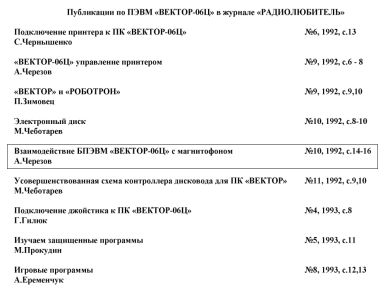 Публикации по ПЭВМ «ВЕКТОР-06Ц» в журнале «РАДИОЛЮБИТЕЛЬ»
Подключение принтера к ПК «ВЕКТОР-06Ц» №6, 1992, с.13
С.Чернышенко
«ВЕКТОР-06Ц» управление принтером №9, 1992, с.6 - 8
А.Черезов
«ВЕКТОР» и «РОБОТРОН» №9, 1992, с.9,10
П.Зимовец
Электронный диск №10, 1992, с.8-10
М.Чеботарев
Взаимодействие БПЭВМ «ВЕКТОР-06Ц» с магнитофоном №10, 1992, с.14-16
А.Черезов
Усовершенствованная схема контроллера дисковода для ПК «ВЕКТОР» №11, 1992, с.9,10
М.Чеботарев
Подключение джойстика к ПК «ВЕКТОР-06Ц» №4, 1993, с.8
Г.Гилюк
Изучаем защищенные программы №5, 1993, с.11
М.Прокудин
Игровые программы №8, 1993, с.12,13
А.Еременчук